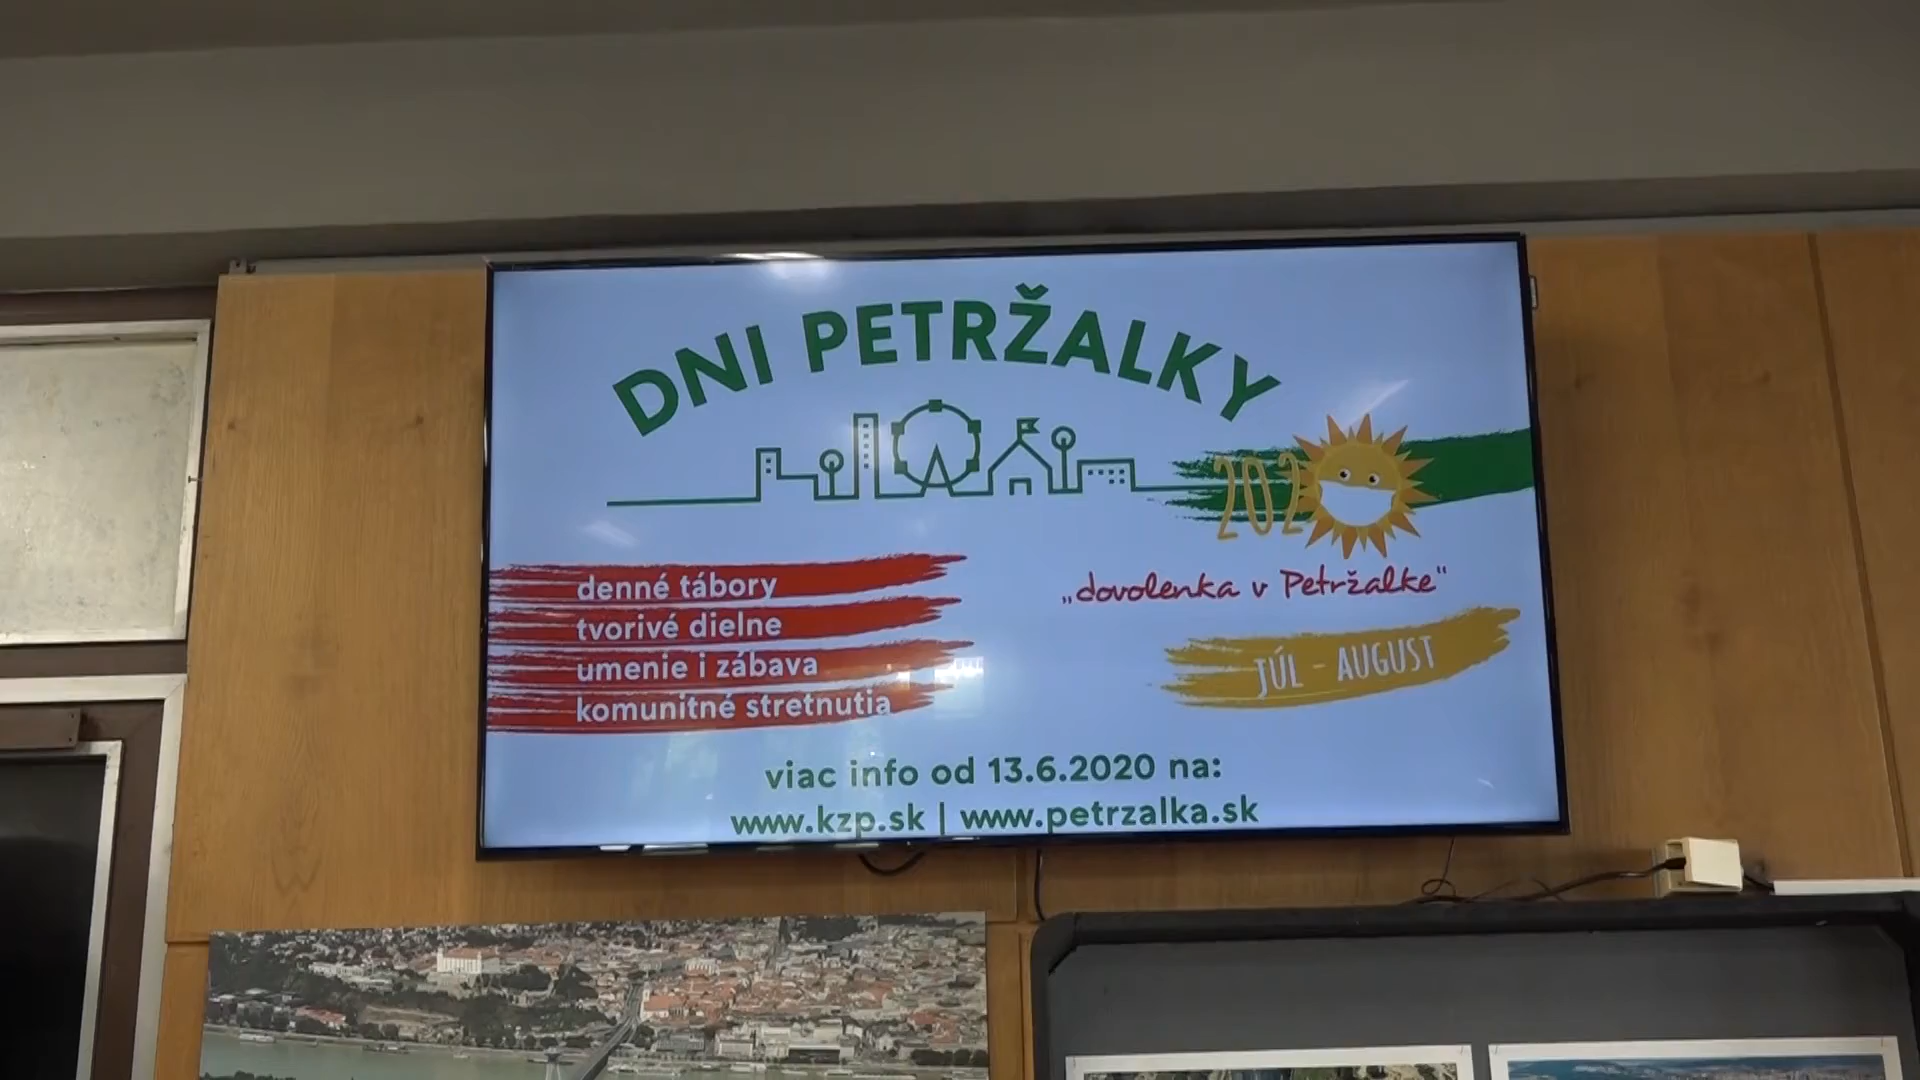 DNI PETRŽALKY
202
denné tábory
tvorivé dielne
umenie i zábava
komunitné stretnutia
„dovolenka v Petržalke“
JÚL - AUGUST
viac info od 13.6.2020 na:
www.kzp.sk | www.petrzalka.sk